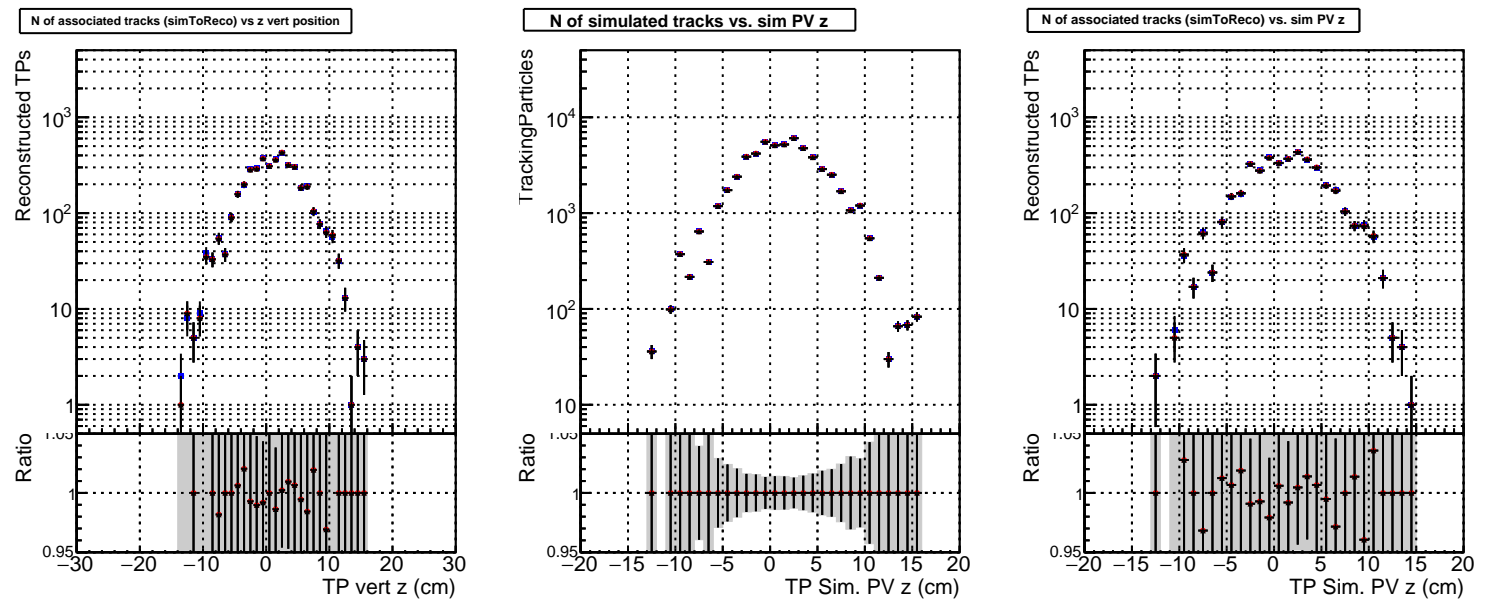 N of associated tracks (simToReco) vs z vert position
Reconstructed TPs
10³
10²
10
1
Ratio
1.05
1
0.95
−30 −20 −10 0 10 20 30
TP vert z (cm)
N of simulated tracks vs. sim PV z
TrackingParticles
10⁴
10³
10²
10
Ratio
1
0.95
−20 −15 −10 −5 0 5 10 15 20
TP Sim. PV z (cm)
N of associated tracks (simToReco) vs. sim PV z
Reconstructed TPs
10³
10²
10
1
Ratio
1.05
1
0.95
−20 −15 −10 −5 0 5 10 15 20
TP Sim. PV z (cm)